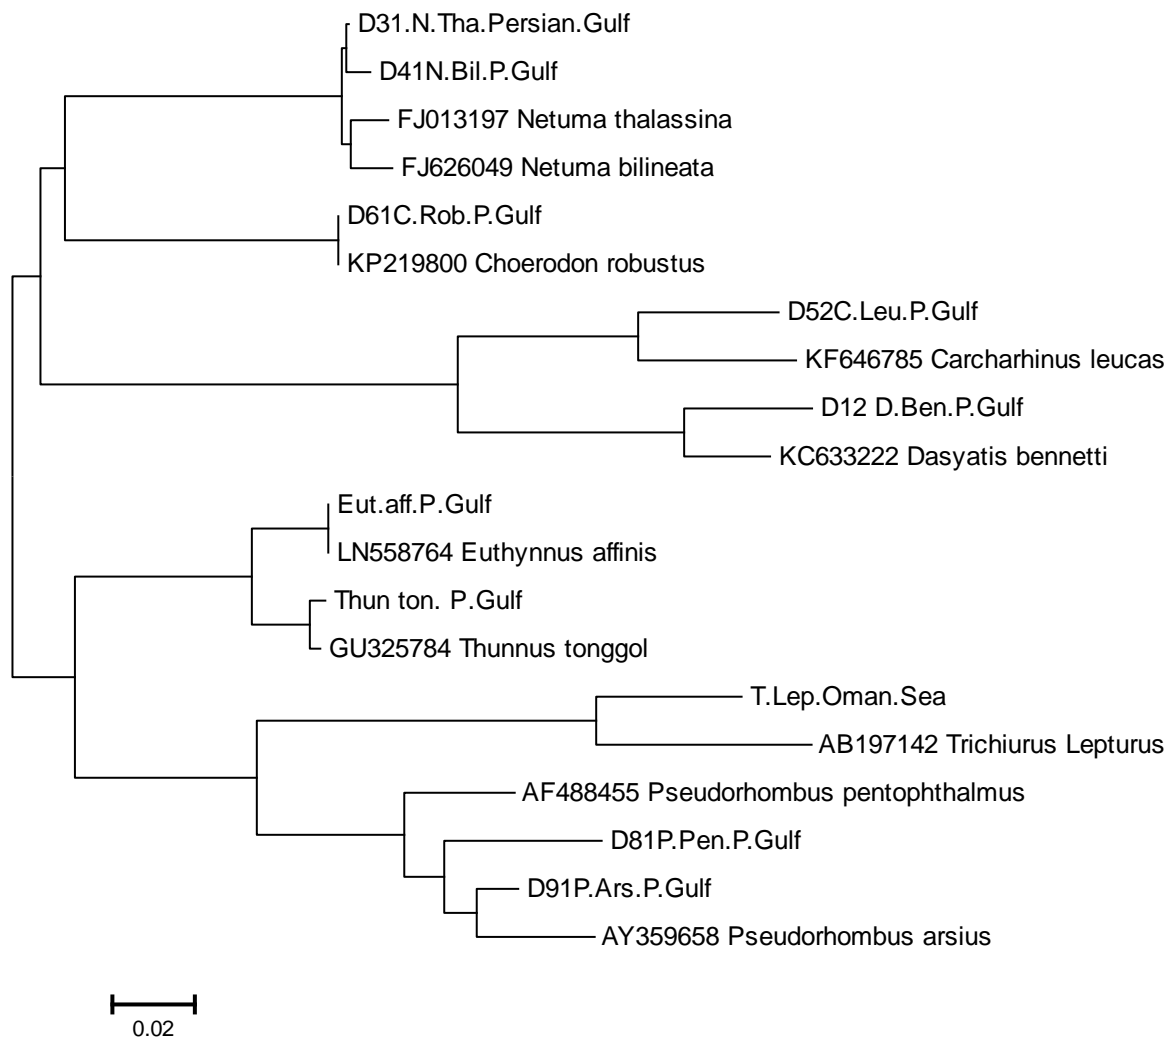 D31.N.Tha.Persian.Gulf
D41N.Bil.P.Gulf
FJ013197 Netuma thalassina
FJ626049 Netuma bilineata
D61C.Rob.P.Gulf
KP219800 Choerodon robustus
D52C.Leu.P.Gulf
KF646785 Carcharhinus leucas
D12 D.Ben.P.Gulf
KC633222 Dasyatis bennetti
Eut.aff.P.Gulf
LN558764 Euthynnus affinis
Thun ton. P.Gulf
GU325784 Thunnus tonggol
T.Lep.Oman.Sea
AB197142 Trichiurus Lepturus
AF488455 Pseudorhombus pentophthalmus
D81P.Pen.P.Gulf
D91P.Ars.P.Gulf
AY359658 Pseudorhombus arsius
0.02